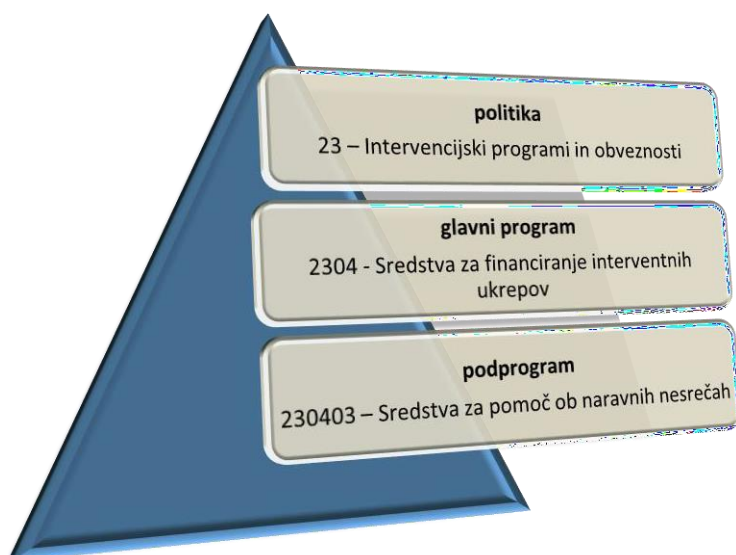 politika
23 – Intervencijski programi in obveznosti
glavni program
2304 - Sredstva za financiranje interventnih
ukrepov
podprogram
230403 – Sredstva za pomoč ob naravnih nesrečah